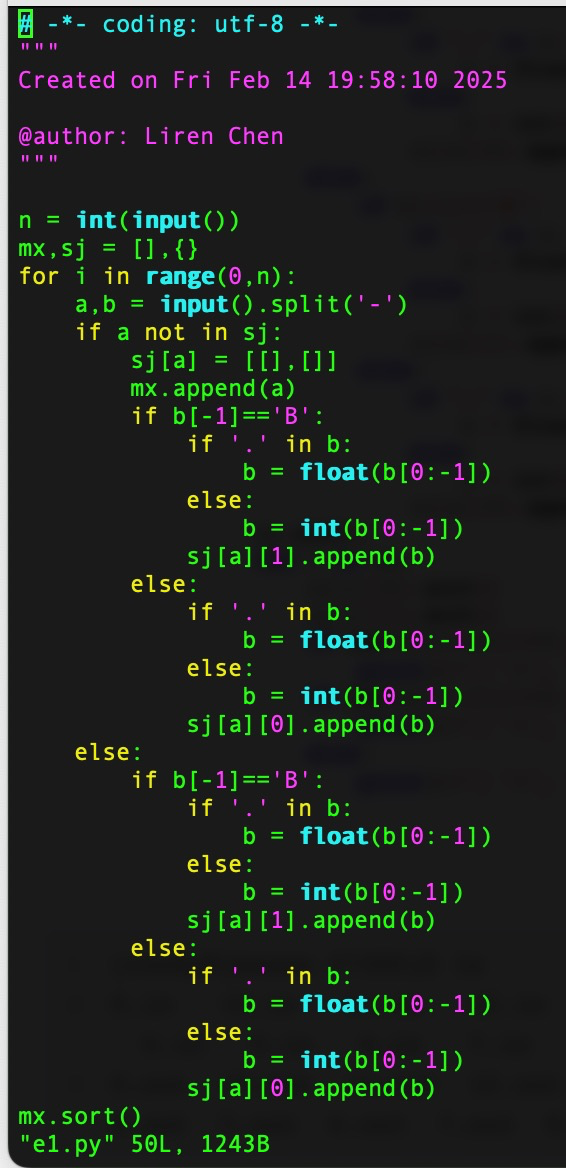 # -*- coding: utf-8 -*-
"""
Created on Fri Feb 14 19:58:10 2025

@author: Liren Chen
"""

n = int(input())
mx,sj = [],{}
for i in range(0,n):
    a,b = input().split('-')
    if a not in sj:
        sj[a] = [[],[]]
        mx.append(a)
        if b[-1]=='B':
            if '.' in b:
                b = float(b[0:-1])
            else:
                b = int(b[0:-1])
            sj[a][1].append(b)
        else:
            if '.' in b:
                b = float(b[0:-1])
            else:
                b = int(b[0:-1])
            sj[a][0].append(b)
    else:
        if b[-1]=='B':
            if '.' in b:
                b = float(b[0:-1])
            else:
                b = int(b[0:-1])
            sj[a][1].append(b)
        else:
            if '.' in b:
                b = float(b[0:-1])
            else:
                b = int(b[0:-1])
            sj[a][0].append(b)
mx.sort()
"e1.py" 50L, 1243B